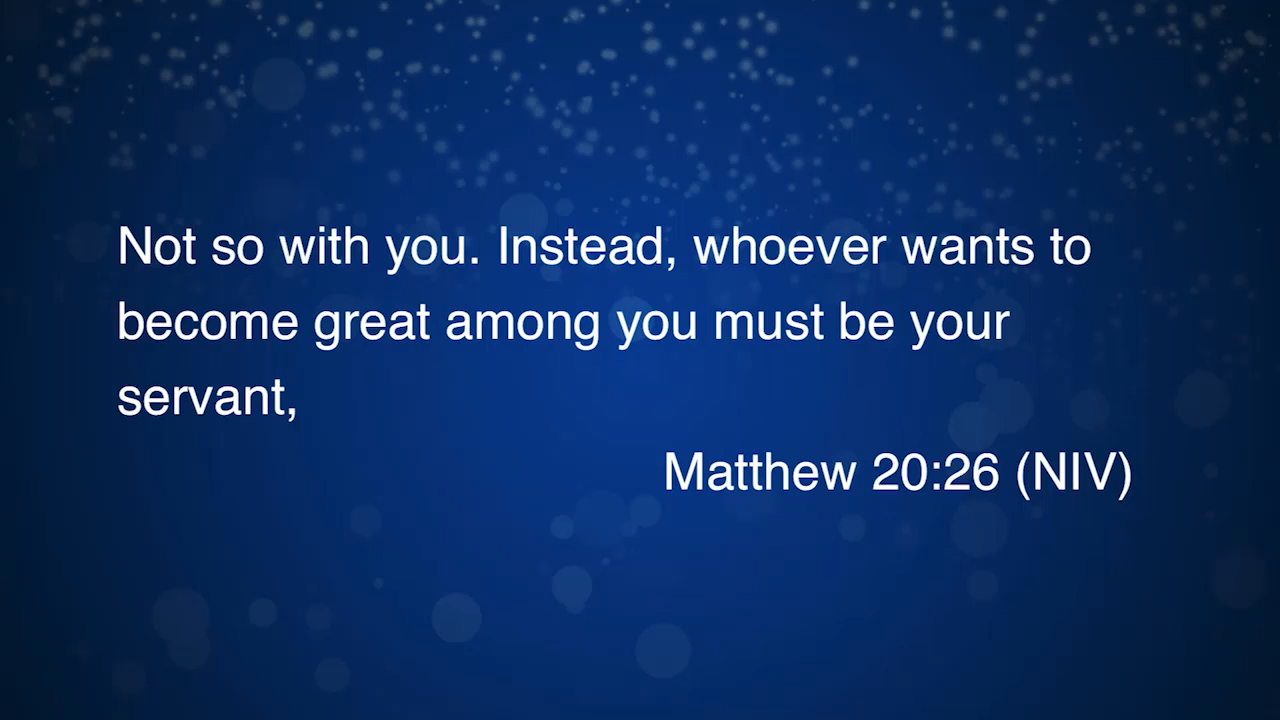 Not so with you. Instead, whoever wants to
become great among you must be your
servant,
Matthew 20:26 (NIV)